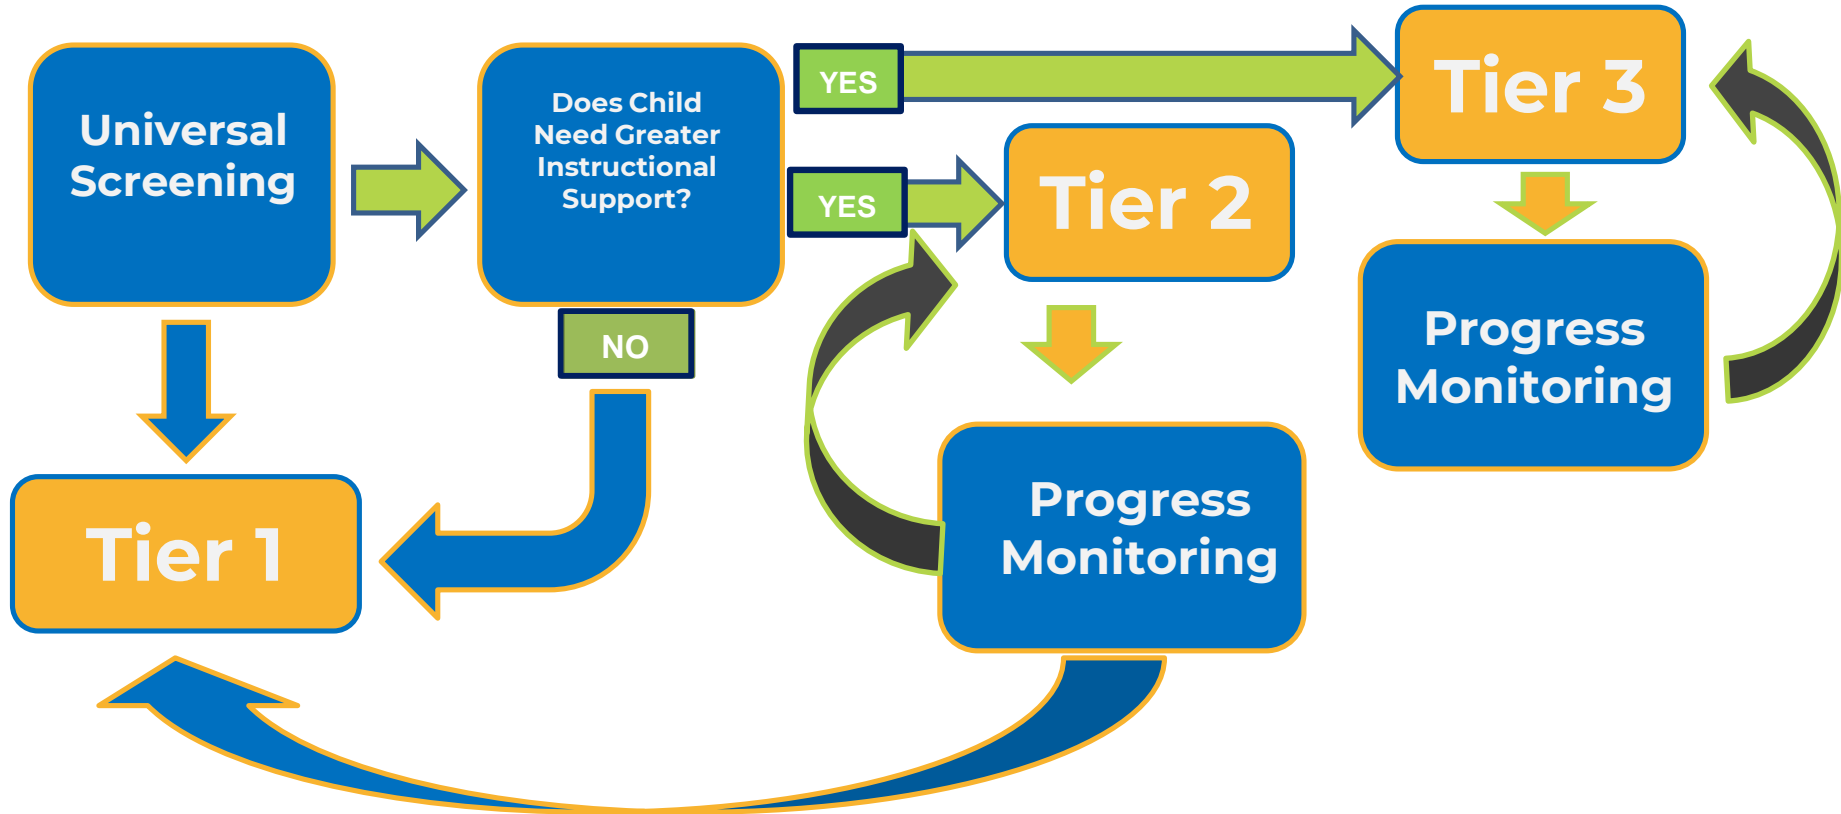 Universal
Screening
Does Child
Need Greater
Instructional
Support?
YES
Tier 3
YES
Tier 2
NO
Progress
Monitoring
Tier 1
Progress
Monitoring